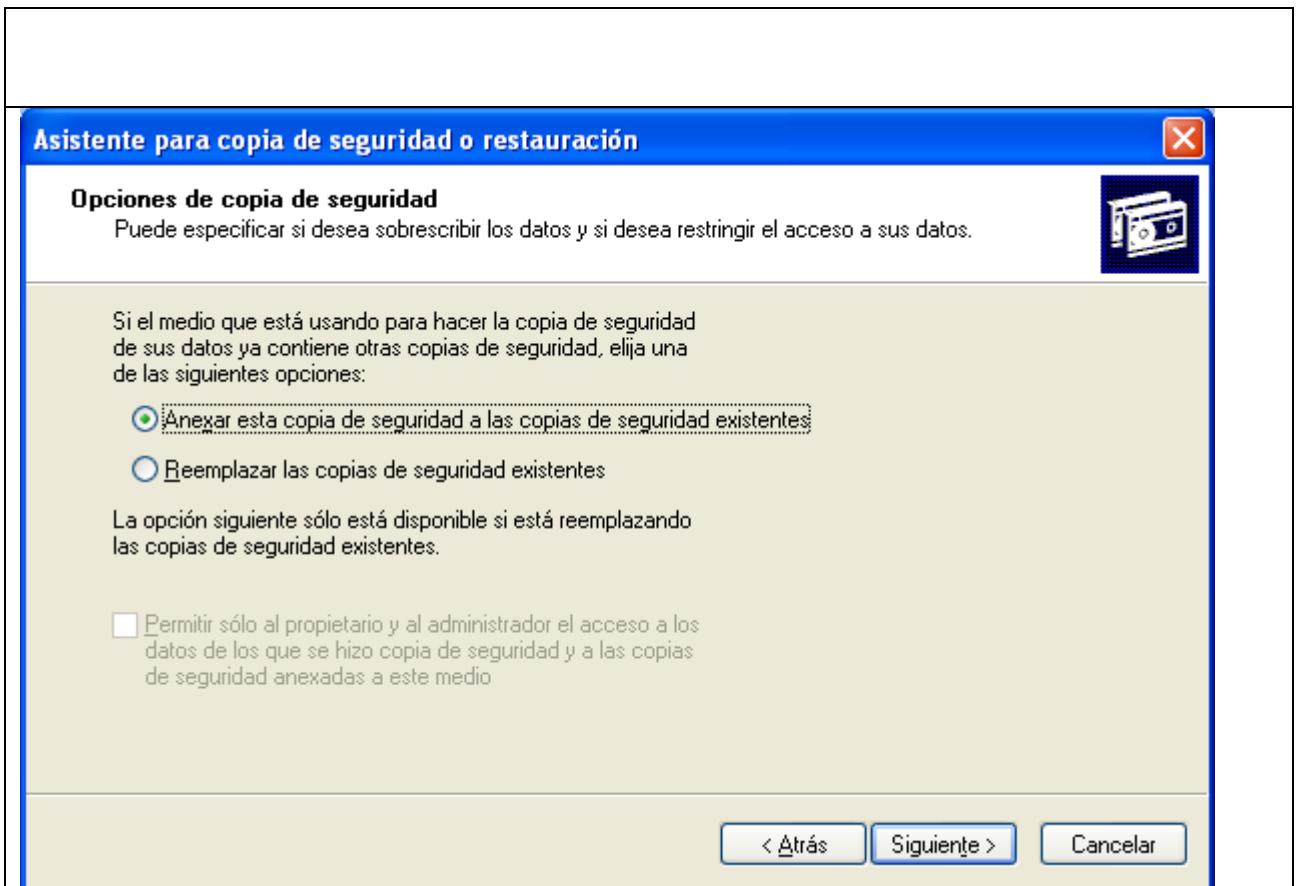 Asistente para copia de seguridad o restauración
Opciones de copia de seguridad
Puede especificar si desea sobrescribir los datos y si desea restringir el acceso a sus datos.
Si el medio que está usando para hacer la copia de seguridad
de sus datos ya contiene otras copias de seguridad, elija una
de las siguientes opciones:
Anexar esta copia de seguridad a las copias de seguridad existentes
Reemplazar las copias de seguridad existentes
La opción siguiente sólo está disponible si está reemplazando
las copias de seguridad existentes.
Permitir sólo al propietario y al administrador el acceso a los
datos de los que se hizo copia de seguridad y a las copias
de seguridad anexadas a este medio
< Atrás Siguiente > Cancelar